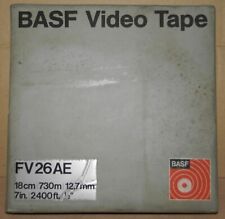 BASF Video Tape
FV26AE
18cm 730m 12,7mm
7in. 2400ft. ½"
BASF